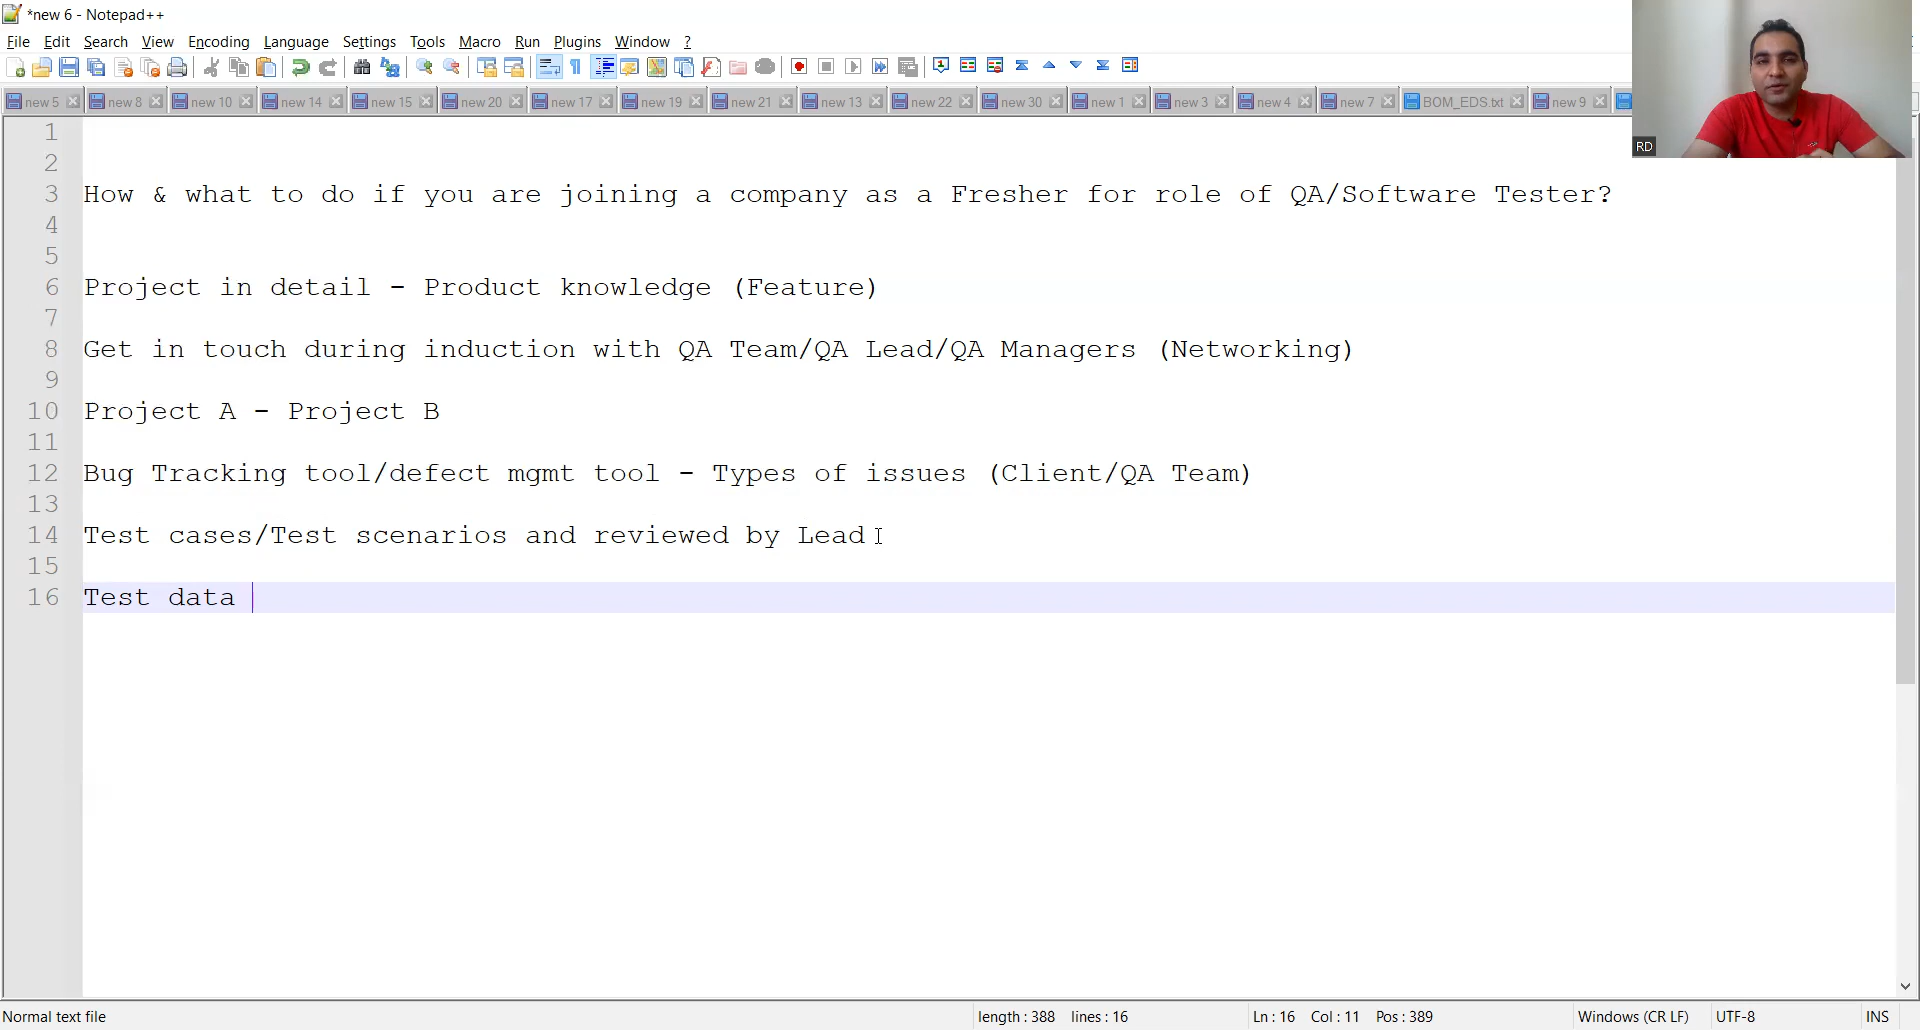 *new 6 - Notepad++
File Edit Search View Encoding Language Settings Tools Macro Run Plugins Window ?
new 5 new 8 new 10 new 14 new 15 new 20 new 17 new 19 new 21 new 13 new 22 new 30 new 1 new 3 new 4 new 7 BOM_EDS.txt new 9
RD
1
2
3 How & what to do if you are joining a company as a Fresher for role of QA/Software Tester?
4
5
6 Project in detail - Product knowledge (Feature)
7
8 Get in touch during induction with QA Team/QA Lead/QA Managers (Networking)
9
10 Project A - Project B
11
12 Bug Tracking tool/defect mgmt tool - Types of issues (Client/QA Team)
13
14 Test cases/Test scenarios and reviewed by Lead
15
16 Test data
Normal text file length : 388 lines : 16 Ln : 16 Col : 11 Pos : 389 Windows (CR LF) UTF-8 INS